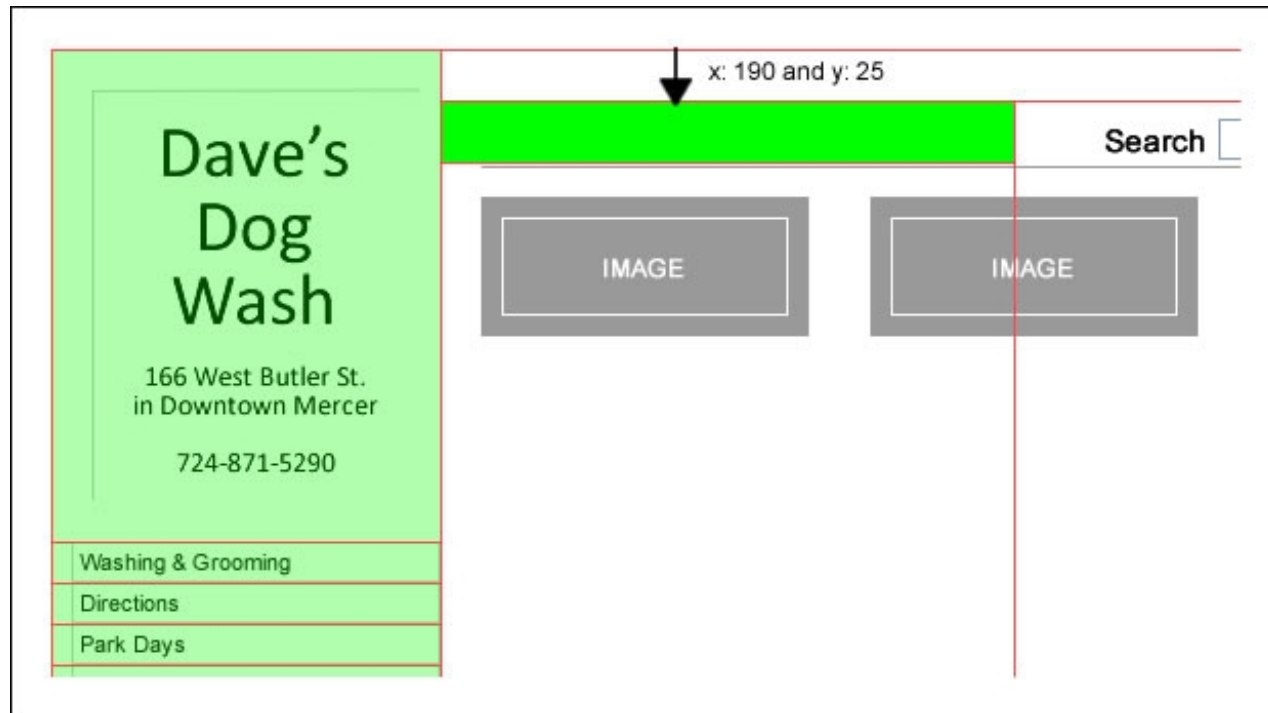 x: 190 and y: 25
Dave’s
Dog
Wash
166 West Butler St.
in Downtown Mercer
724-871-5290
Washing & Grooming
Directions
Park Days
Search
IMAGE
IMAGE